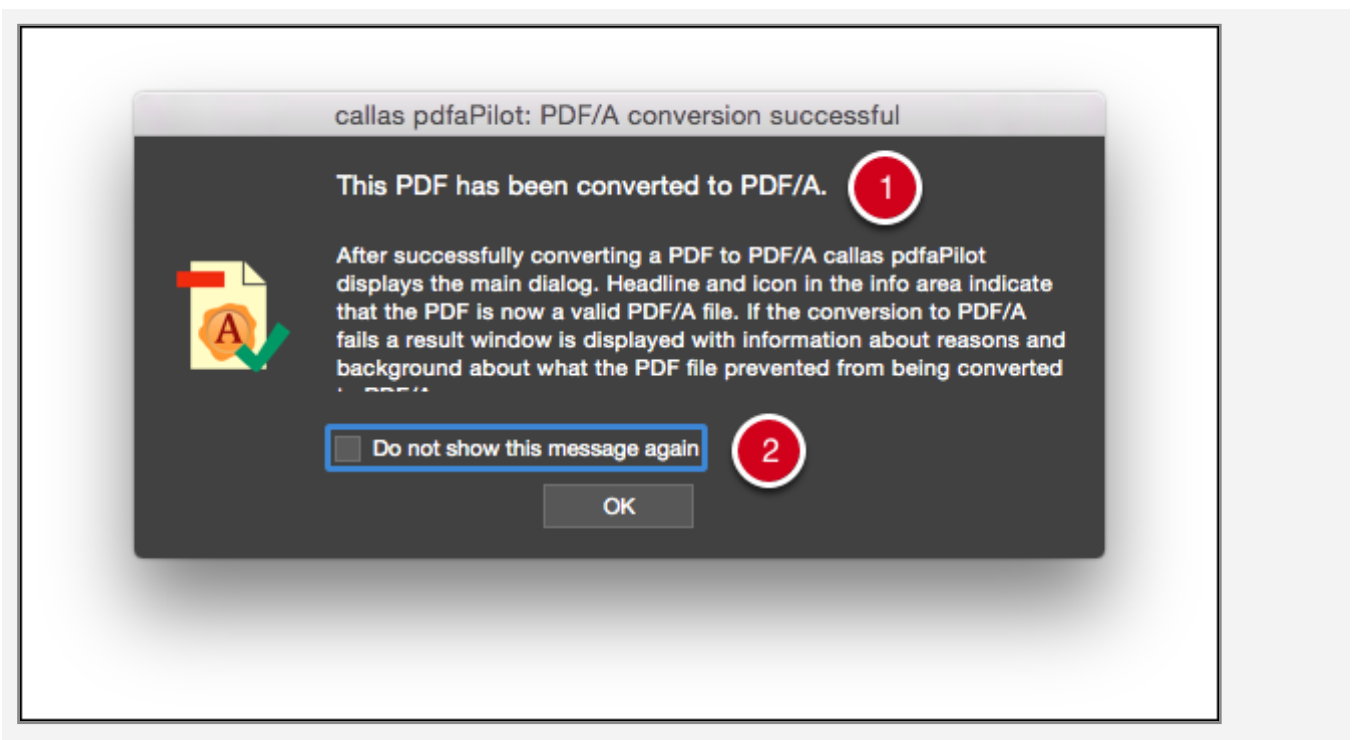 callas pdfaPilot: PDF/A conversion successful
This PDF has been converted to PDF/A.
1
After successfully converting a PDF to PDF/A callas pdfaPilot
displays the main dialog. Headline and icon in the info area indicate
that the PDF is now a valid PDF/A file. If the conversion to PDF/A
fails a result window is displayed with information about reasons and
background about what the PDF file prevented from being converted
A
Do not show this message again
2
OK